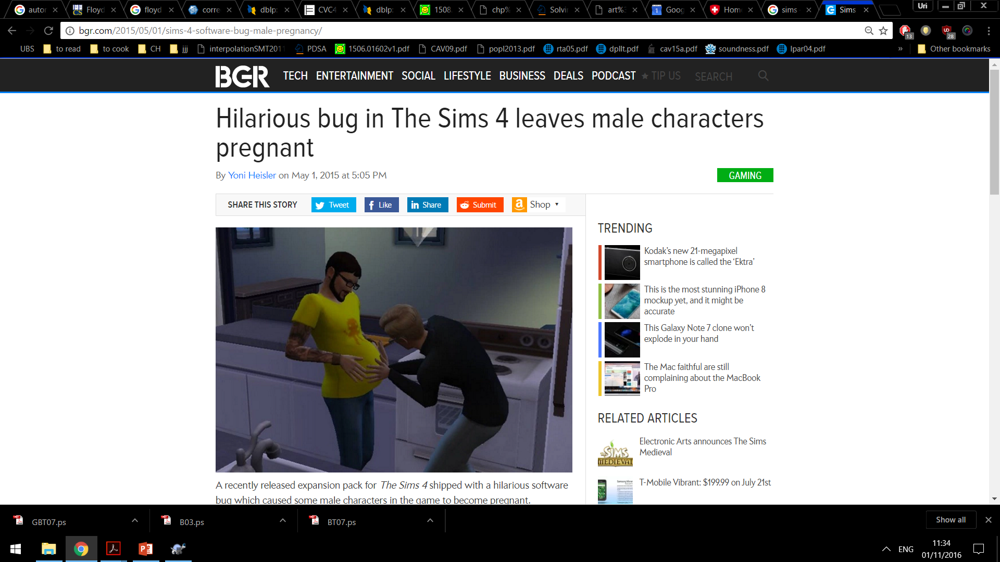 autor
Floyd
floyd
corre
dblp:
CVC4
dblp:
1508.
chp%
Solvin
art%
1
Goog
Home
sims
Sims
Uri
bgr.com/2015/05/01/sims-4-software-bug-male-pregnancy/
13
28
UBS
to read
to cook
CH
jjj
interpolationSMT2011
PDSA
1506.01602v1.pdf
CAV09.pdf
popl2013.pdf
rta05.pdf
dpllt.pdf
cav15a.pdf
soundness.pdf
lpar04.pdf
»
Other bookmarks
BGR
TECH ENTERTAINMENT SOCIAL LIFESTYLE BUSINESS DEALS PODCAST ★ TIP US SEARCH
Hilarious bug in The Sims 4 leaves male characters
pregnant
By Yoni Heisler on May 1, 2015 at 5:05 PM
GAMING
SHARE THIS STORY
Tweet
Like
Share
Submit
Shop
A recently released expansion pack for The Sims 4 shipped with a hilarious software
bug which caused some male characters in the game to become pregnant.
TRENDING
Kodak's new 21-megapixel
smartphone is called the ‘Ektra’
This is the most stunning iPhone 8
mockup yet, and it might be
accurate
This Galaxy Note 7 clone won't
explode in your hand
The Mac faithful are still
complaining about the MacBook
Pro
RELATED ARTICLES
The SIMS MEDIEVAL
Electronic Arts announces The Sims
Medieval
T-Mobile Vibrant: $199.99 on July 21st
GBT07.ps
B03.ps
BT07.ps
Show all
ENG
11:34
01/11/2016